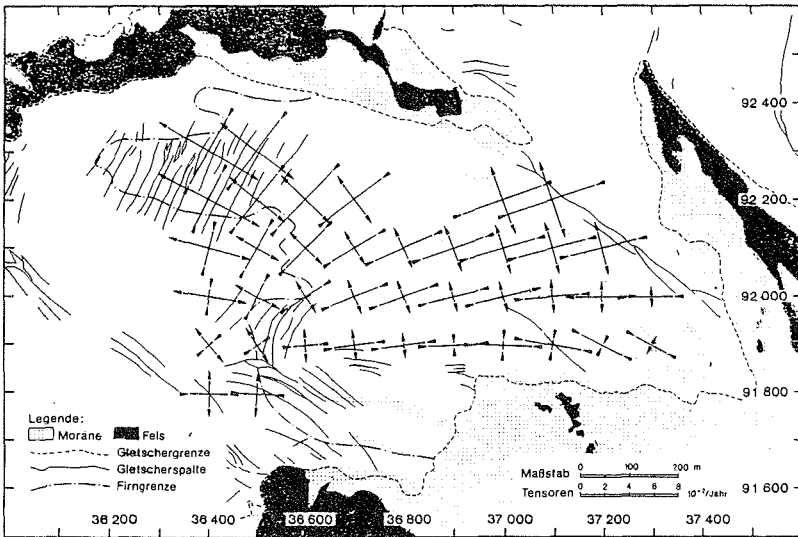 92 400
92 200
92 000
91 800
91 600
Legende:
Moräne Fels
Gletschergrenze
Gletscherspalte
Firngrenze
Maßstab 0 100 200 m
Tensoren 0 2 4 6 8 10⁻²/Jahr
36 200 36 400 36 600 36 800 37 000 37 200 37 400